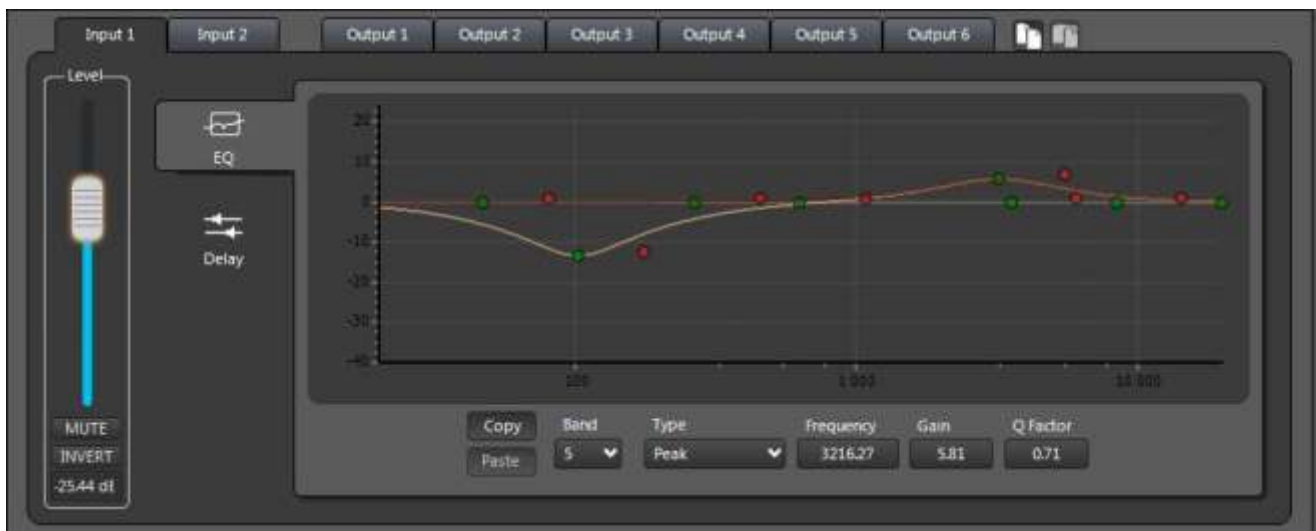 Input 1 Input 2 Output 1 Output 2 Output 3 Output 4 Output 5 Output 6
Level
EQ
Delay
20
10
0
-10
-20
-30
-40
100 1 000 10 000
MUTE
INVERT
-25.44 dB
Copy
Paste
Band Type Frequency Gain Q Factor
5 Peak 3216.27 5.81 0.71